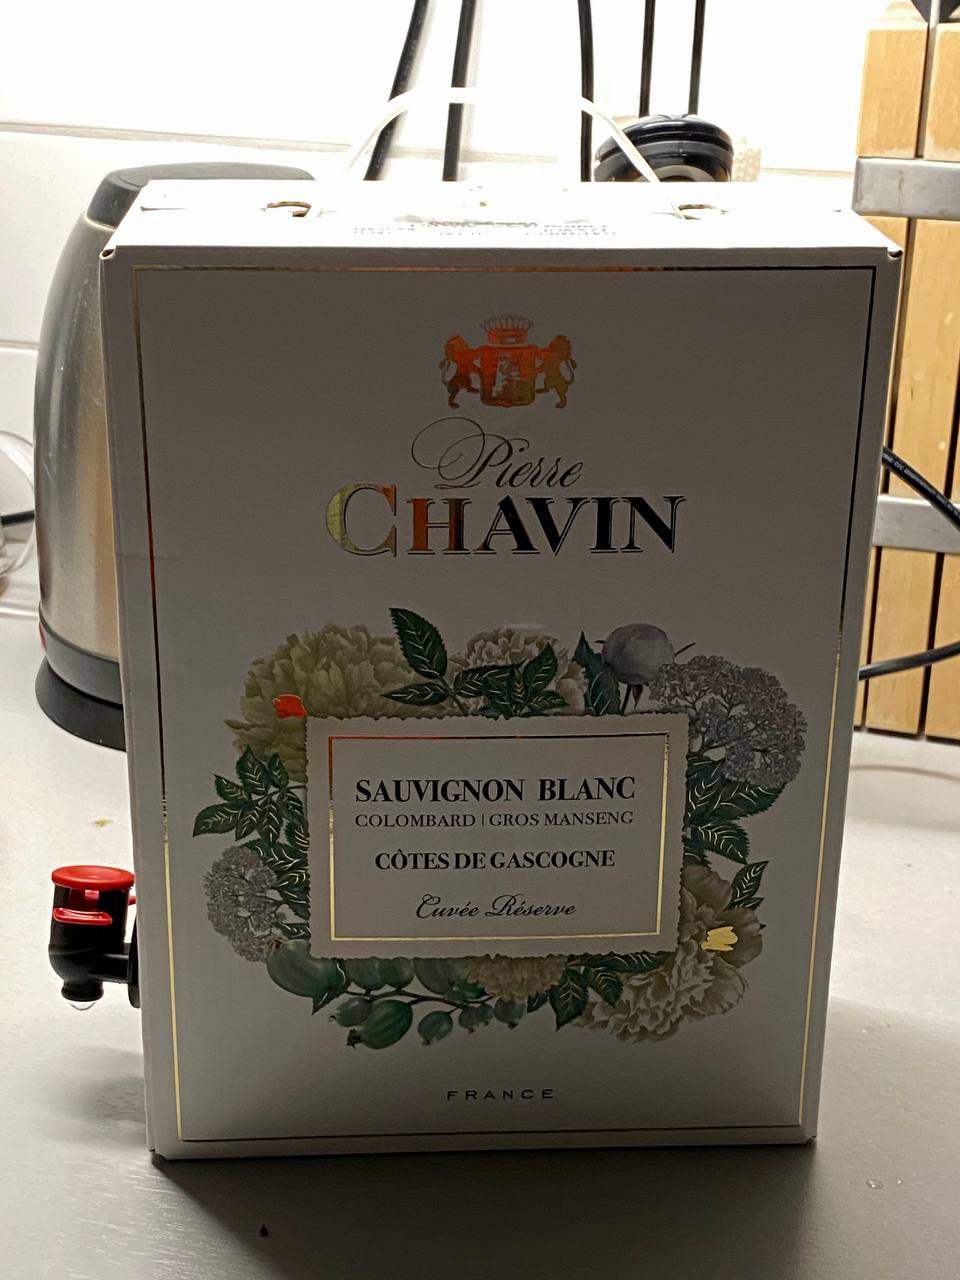 Pierre
CHAVIN
SAUVIGNON BLANC
COLOMBARD | GROS MANSENG
CÔTES DE GASCOGNE
Cuvée Réserve
FRANCE